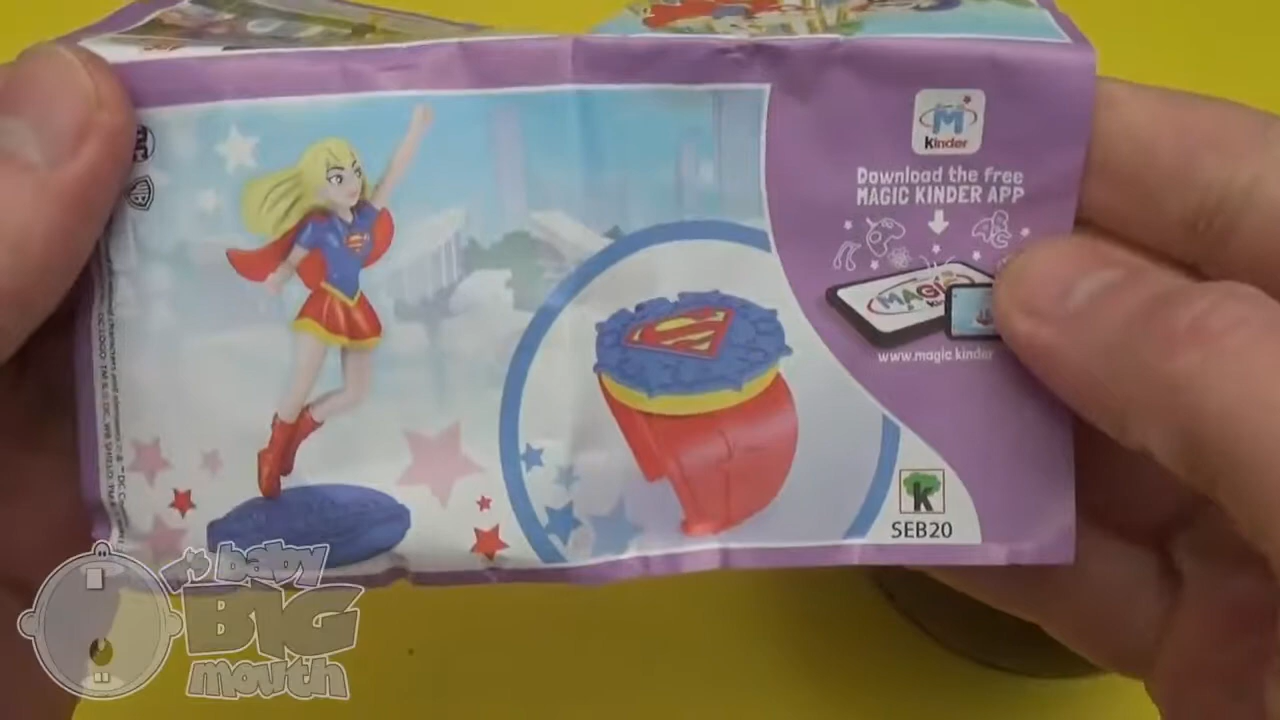 M
kinder
Download the free
MAGIC KINDER APP
MAGIC
www.magic.kinder
K
SEB20
S
S
baby
BIG
mouth